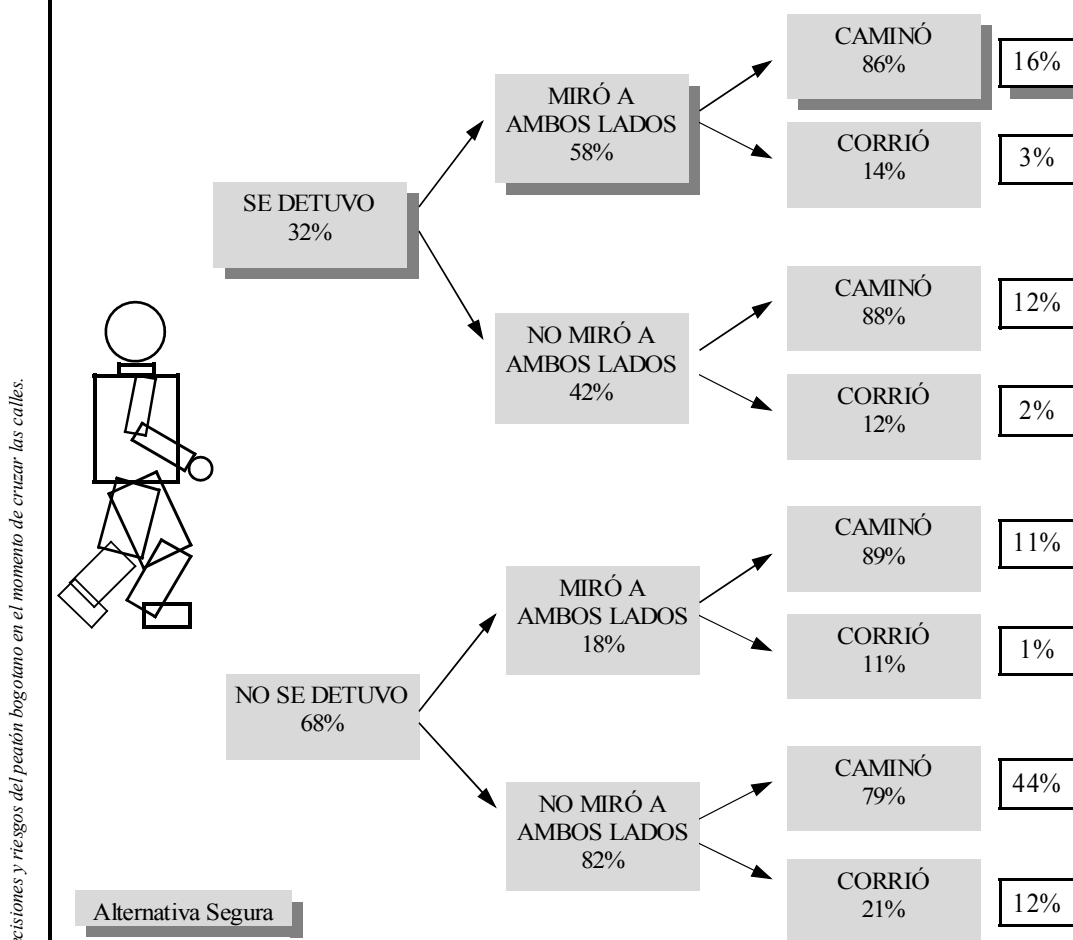 CAMINÓ
86%
16%
MIRÓ A
AMBOS LADOS
58%
CORRIÓ
14%
3%
SE DETUVO
32%
CAMINÓ
88%
12%
NO MIRÓ A
AMBOS LADOS
42%
CORRIÓ
12%
2%
CAMINÓ
89%
11%
MIRÓ A
AMBOS LADOS
18%
CORRIÓ
11%
1%
NO SE DETUVO
68%
CAMINÓ
79%
44%
NO MIRÓ A
AMBOS LADOS
82%
CORRIÓ
21%
12%
Alternativa Segura
y riesgos del peatón bogotano en el momento de cruzar las calles.